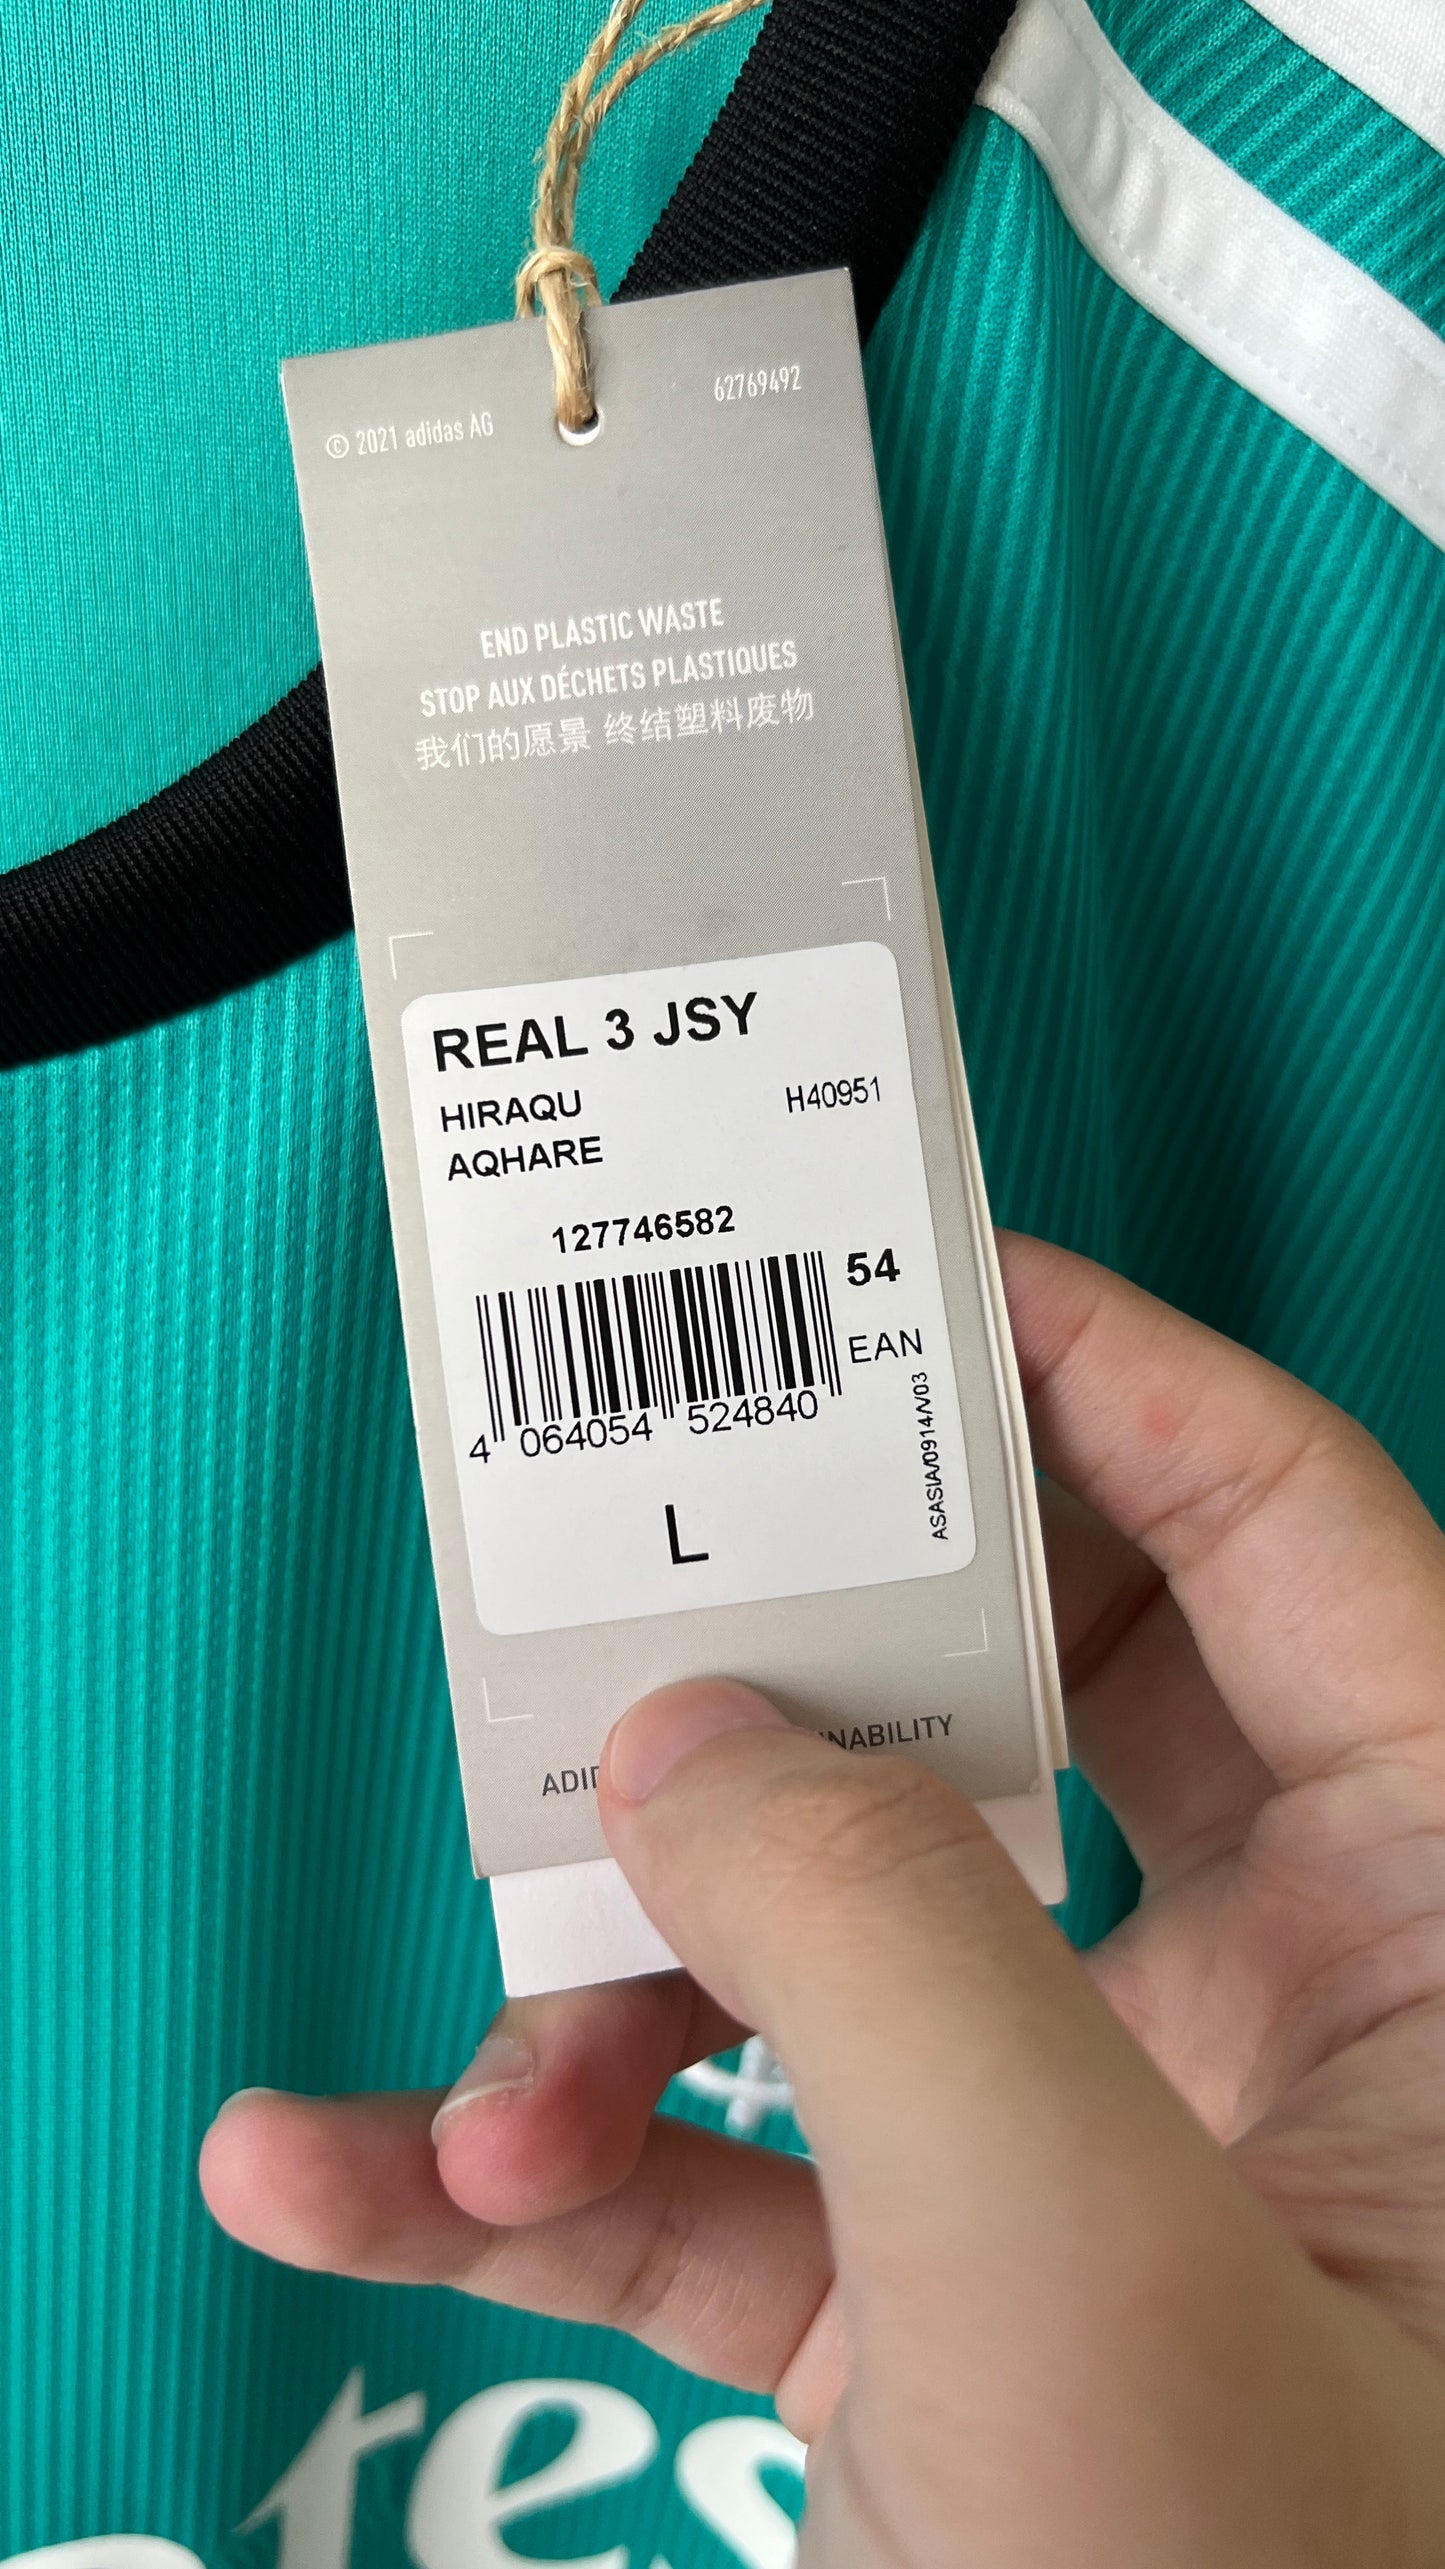 © 2021 adidas AG
62769492
END PLASTIC WASTE
STOP AUX DÉCHETS PLASTIQUES
我们的愿景 终结塑料废物
REAL 3 JSY
HIRAQU H40951
AQHARE
127746582
54
EAN
4 064054 524840
ASASIA/0914/V03
L